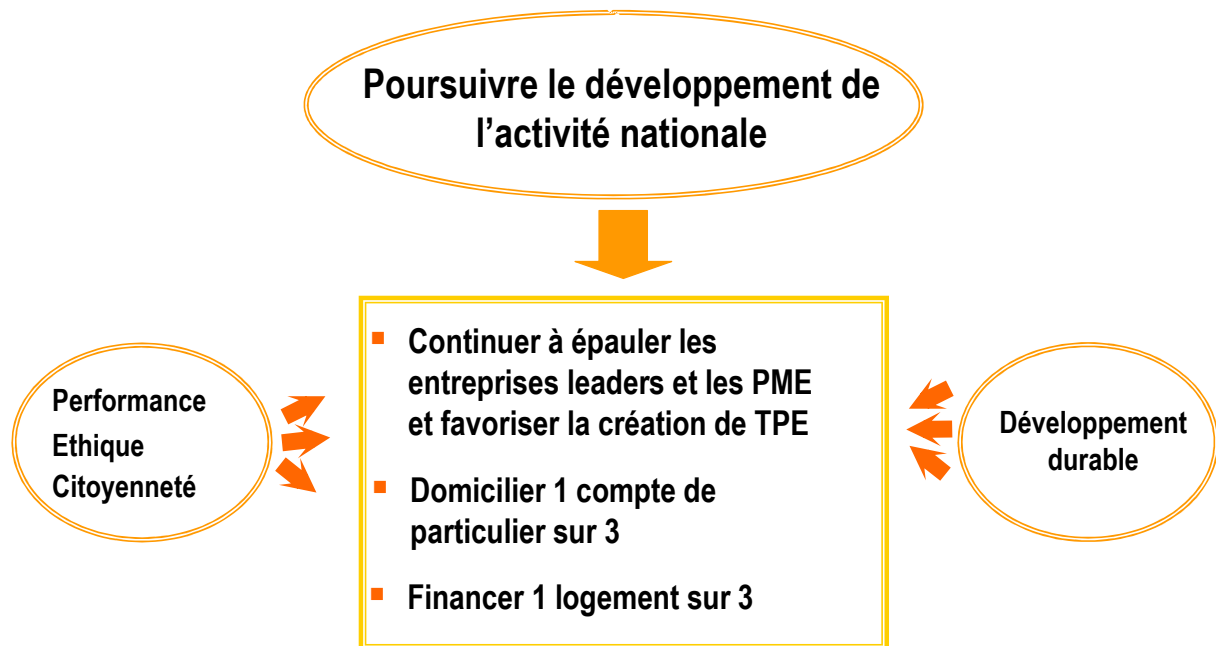 Poursuivre le développement de
l’activité nationale
Performance
Ethique
Citoyenneté
▪ Continuer à épauler les
entreprises leaders et les PME
et favoriser la création de TPE
▪ Domicilier 1 compte de
particulier sur 3
▪ Financer 1 logement sur 3
Développement
durable